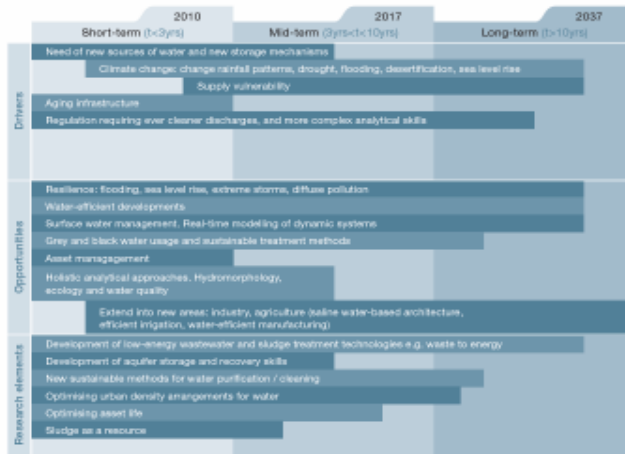 2010 2017 2037
Short-term (t<3yrs) Mid-term (3yrs<t<10yrs) Long-term (t>10yrs)
Drivers
Need of new sources of water and new storage mechanisms
Climate change: change rainfall patterns, drought, flooding, desertification, sea level rise
Supply vulnerability
Aging infrastructure
Regulation requiring ever cleaner discharges, and more complex analytical skills
Opportunities
Resilience: flooding, sea level rise, extreme storms, diffuse pollution
Water-efficient developments
Surface water management. Real-time modelling of dynamic systems
Grey and black water usage and sustainable treatment methods
Asset managagement
Holistic analytical approaches. Hydromorphology,
ecology and water quality
Extend into new areas: industry, agriculture (saline water-based architecture,
efficient irrigation, water-efficient manufacturing)
Research elements
Development of low-energy wastewater and sludge treatment technologies e.g. waste to energy
Development of aquifer storage and recovery skills
New sustainable methods for water purification / cleaning
Optimising urban density arrangements for water
Optimising asset life
Sludge as a resource